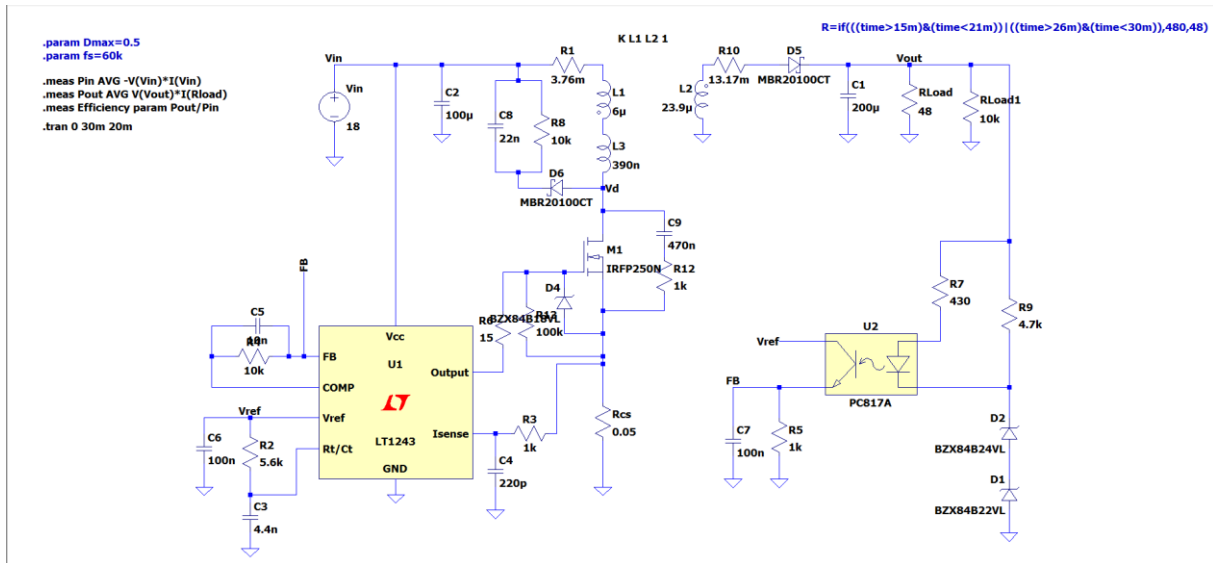 R=if(((time>15m)&(time<21m))|((time>26m)&(time<30m)),480,48)
.param Dmax=0.5
.param fs=60k
.meas Pin AVG -V(Vin)*I(Vin)
.meas Pout AVG V(Vout)*I(Rload)
.meas Efficiency param Pout/Pin
.tran 0 30m 20m
K L1 L2 1
Vin
Vin
18
C2
100µ
C8
22n
R8
10k
D6
MBR20100CT
R1
3.76m
L1
6µ
L3
390n
Vd
L2
23.9µ
R10
13.17m
D5
MBR20100CT
Vout
C1
200µ
RLoad
48
RLoad1
10k
C9
470n
R12
1k
M1
IRFP250N
D4
BZX84B18VL
R13
100k
R6
15
FB
C5
10n
R4
10k
Vcc
U1
FB
COMP
Vref
Rt/Ct
Output
Isense
LT1243
GND
Vref
C6
100n
R2
5.6k
C3
4.4n
R3
1k
C4
220p
Rcs
0.05
R7
430
R9
4.7k
U2
PC817A
Vref
FB
C7
100n
R5
1k
D2
BZX84B24VL
D1
BZX84B22VL